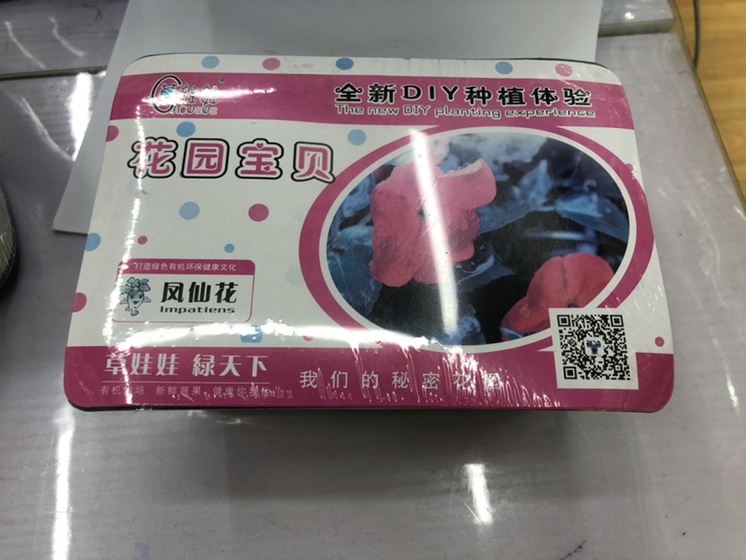 全新DIY种植体验
The new DIY planting experience
花园宝贝
打造绿色有机环保健康文化
凤仙花
Impatiens
草娃娃 緑天下
我们的秘密花园